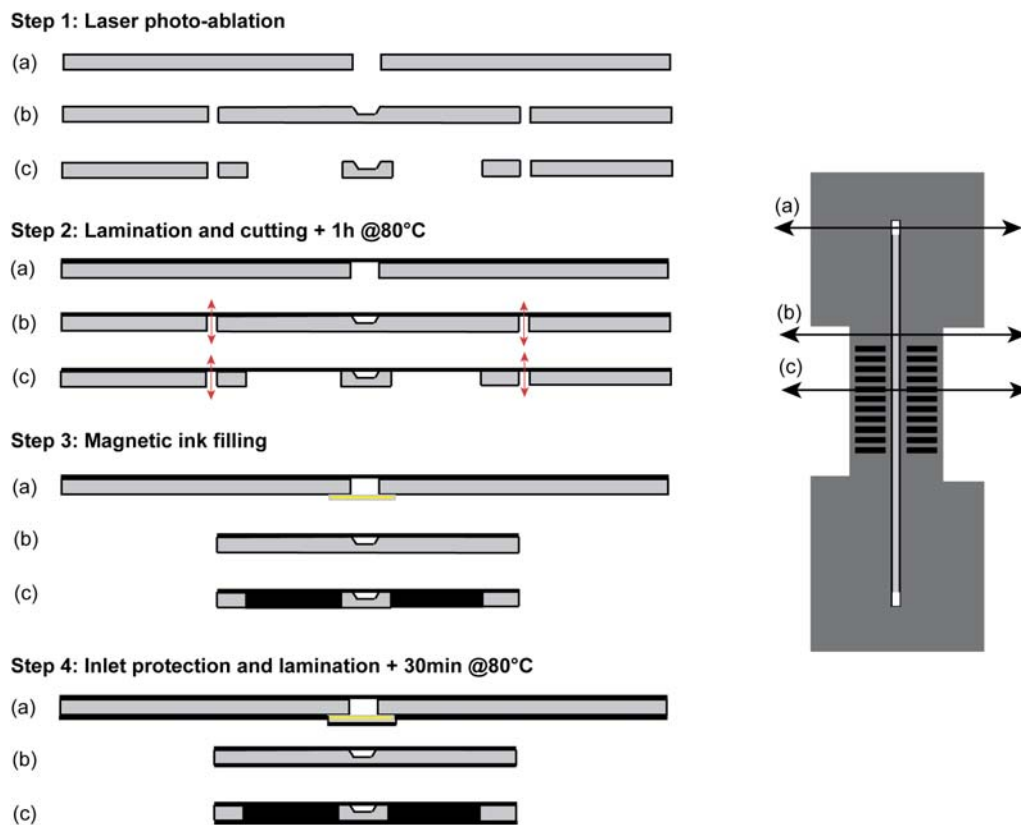 Step 1: Laser photo-ablation
(a)
(b)
(c)
Step 2: Lamination and cutting + 1h @80°C
(a)
(b)
(c)
Step 3: Magnetic ink filling
(a)
(b)
(c)
Step 4: Inlet protection and lamination + 30min @80°C
(a)
(b)
(c)
(a)
(b)
(c)